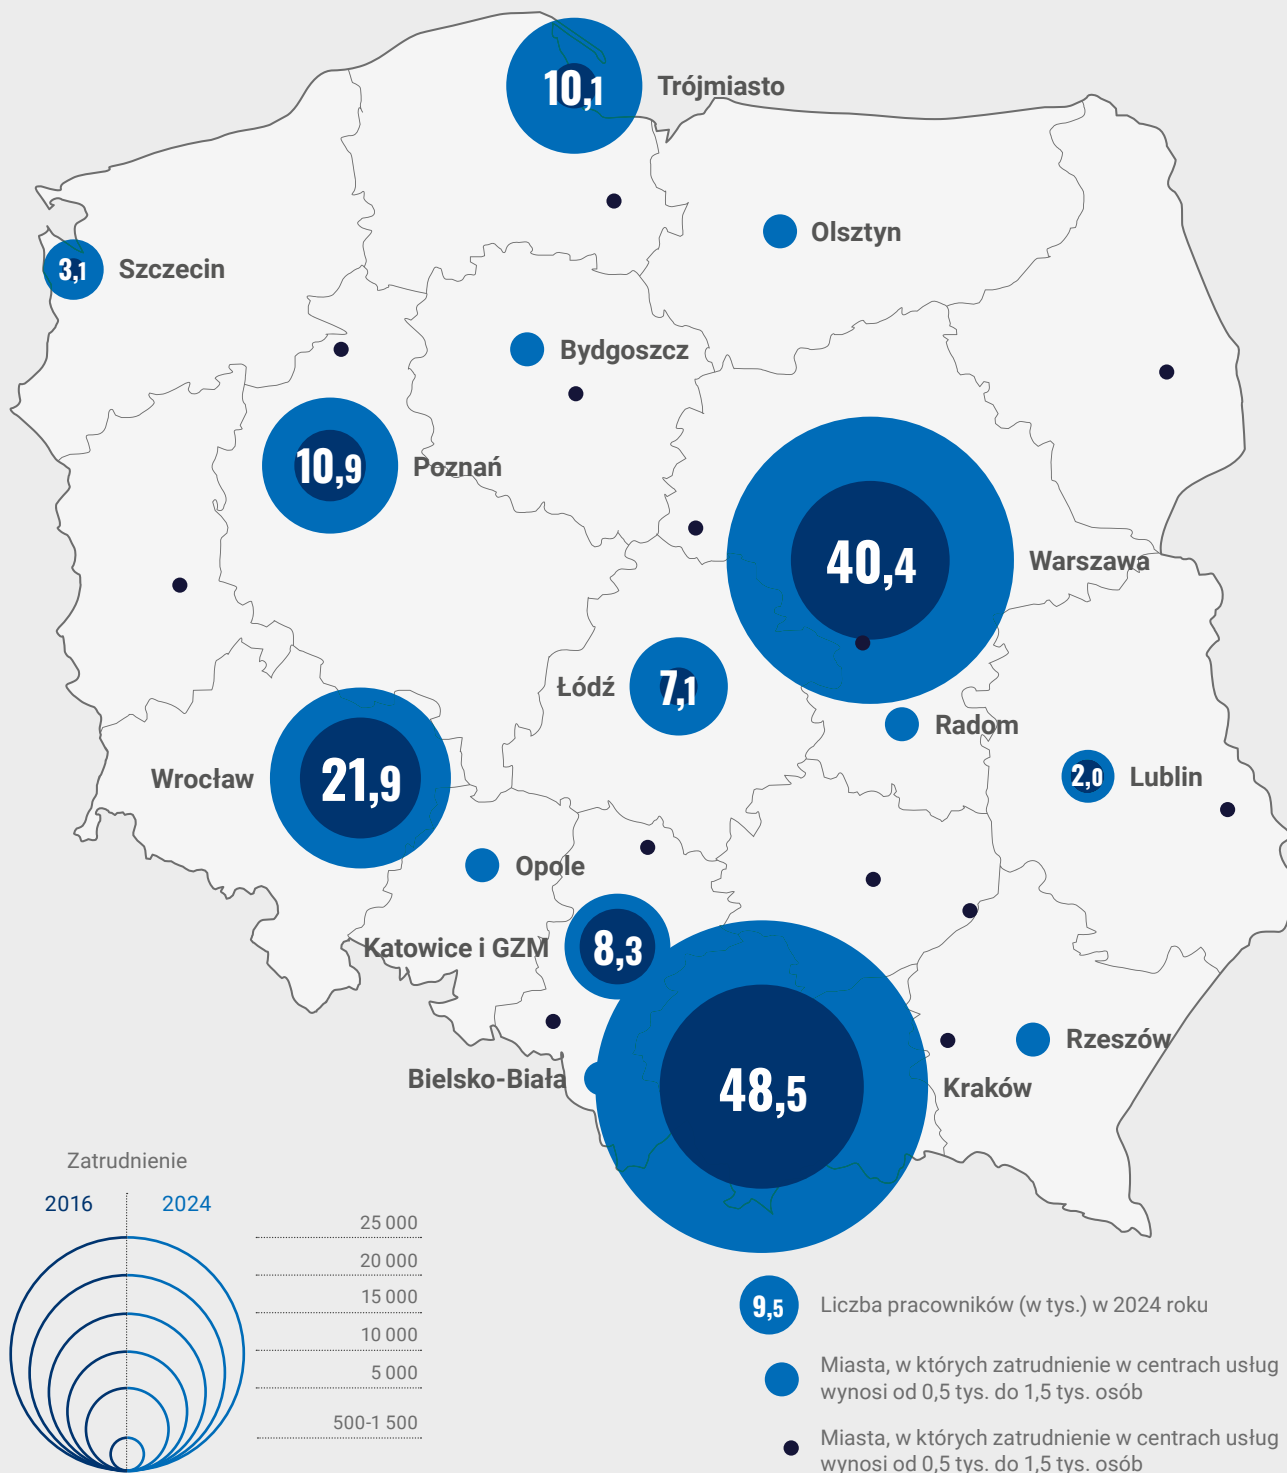 10,1
Trójmiasto
Olsztyn
3,1
Szczecin
Bydgoszcz
10,9
Poznań
40,4
Warszawa
Łódź
7,1
Radom
Wrocław
21,9
2,0
Lublin
Opole
Katowice i GZM
8,3
Rzeszów
Bielsko-Biała
48,5
Kraków
Zatrudnienie
2016
2024
25 000
20 000
15 000
10 000
5 000
500-1 500
9,5
Liczba pracowników (w tys.) w 2024 roku
Miasta, w których zatrudnienie w centrach usług
wynosi od 0,5 tys. do 1,5 tys. osób
Miasta, w których zatrudnienie w centrach usług
wynosi od 0,5 tys. do 1,5 tys. osób